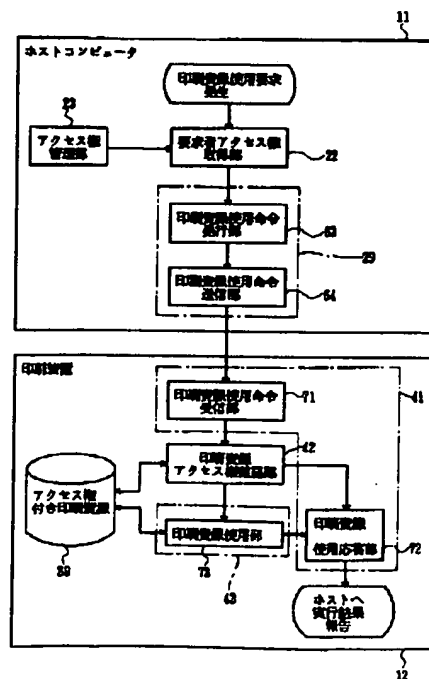 11
ホストコンピュータ
印刷資源使用要求
発生
23
アクセス権
管理部
要求者アクセス権
取得部
22
印刷資源使用命令
発行部
63
29
印刷資源使用命令
送信部
64
印刷装置
印刷資源使用命令
受信部
71
41
42
印刷資源
アクセス権確認部
アクセス権
付き印刷資源
印刷資源使用部
印刷資源
使用応答部
72
73
43
ホストへ
実行結果
報告
12